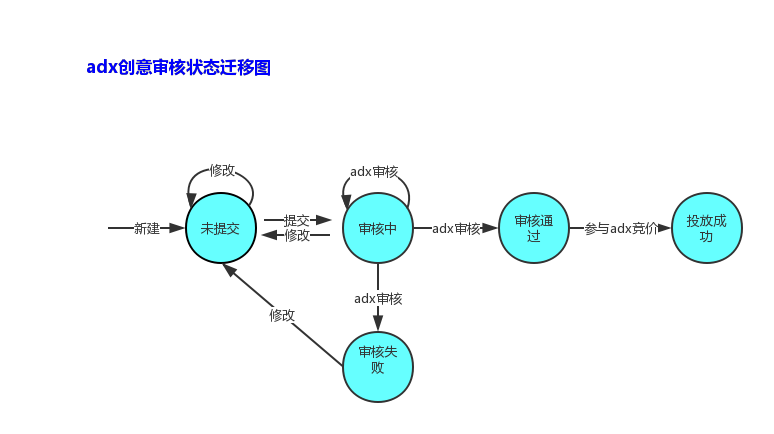 adx创意审核状态迁移图
修改
adx审核
新建
未提交
提交
修改
审核中
adx审核
审核通
过
参与adx竞价
投放成
功
adx审核
修改
审核失
败